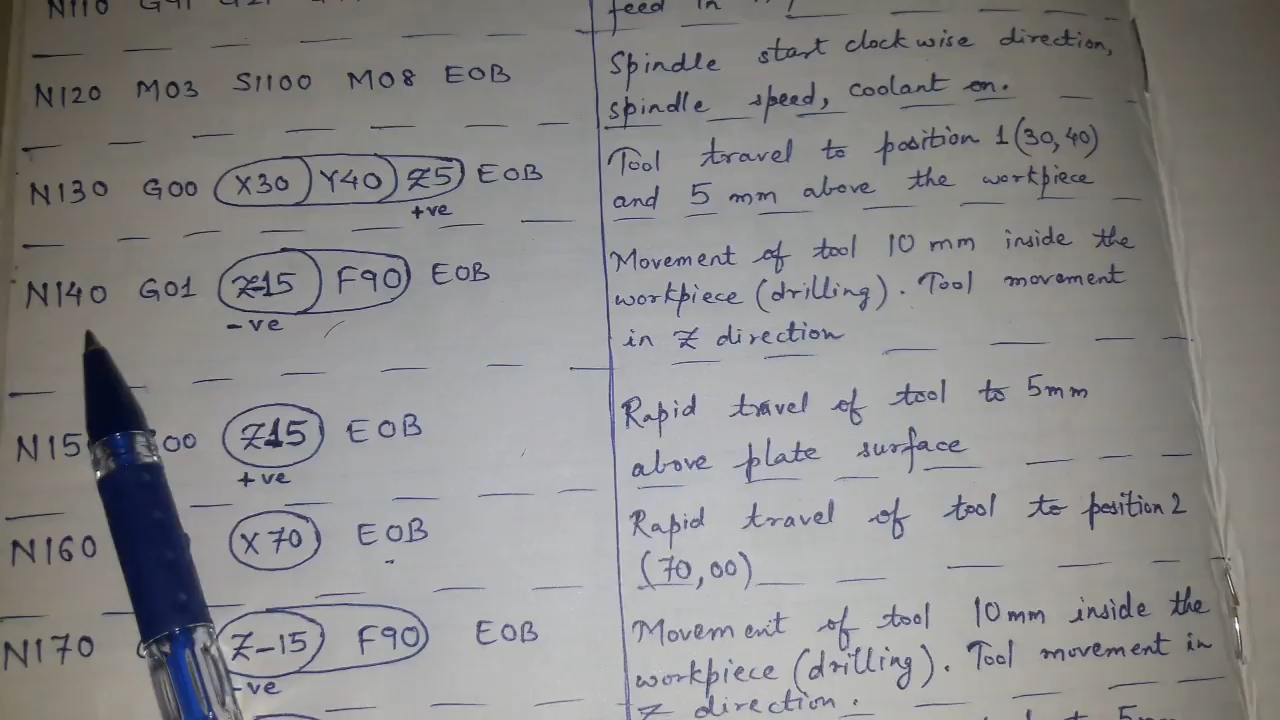 N110 G91 G21
feed in
N120 M03 S1100 M08 EOB
Spindle start clockwise direction,
spindle speed, coolant on.
N130 G00 X30 Y40 Z5 EOB
+ve
Tool travel to position 1(30,40)
and 5 mm above the workpiece
N140 G01 Z-15 F90 EOB
-ve
Movement of tool 10 mm inside the
workpiece (drilling). Tool movement
in Z direction
N15 00 Z15 EOB
+ve
Rapid travel of tool to 5mm
above plate surface
N160 X70 EOB
Rapid travel of tool to position 2
(70,00)
N170 Z-15 F90 EOB
-ve
Movement of tool 10mm inside the
workpiece (drilling). Tool movement in
Z direction.
5mm